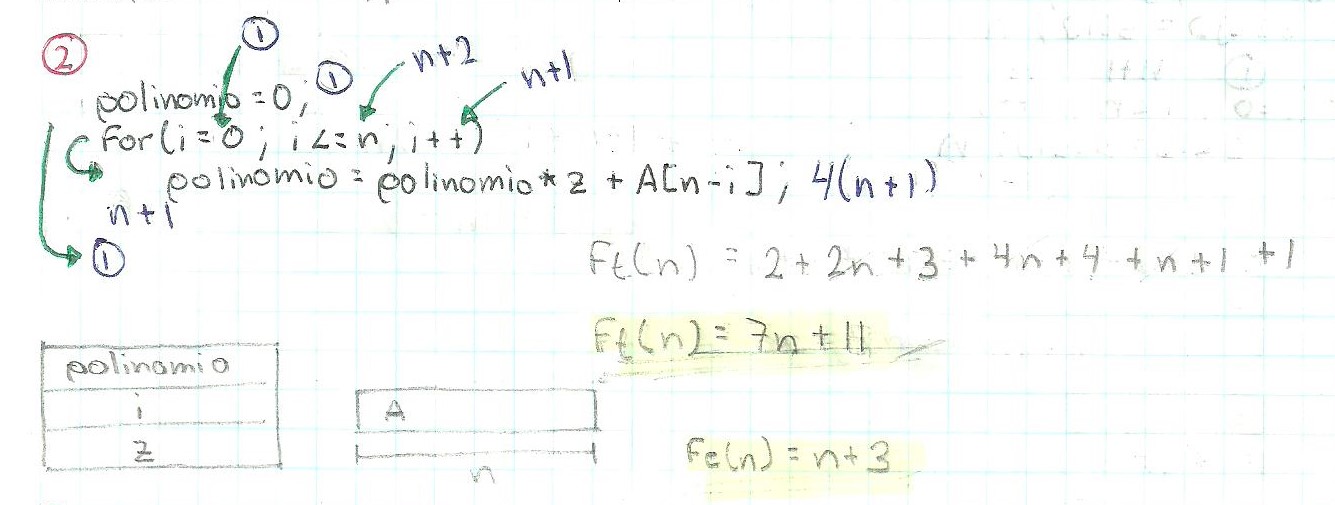 ② ①
polinomio = 0; ① n+2 n+1
For(i = 0; i <= n; i++)
polinomio = polinomio * z + A[n-i]; 4(n+1)
n+1
①
Ft(n) = 2 + 2n + 3 + 4n + 4 + n + 1 + 1
Ft(n) = 7n + 11
polinomio
i
z
A
n
Fe(n) = n + 3